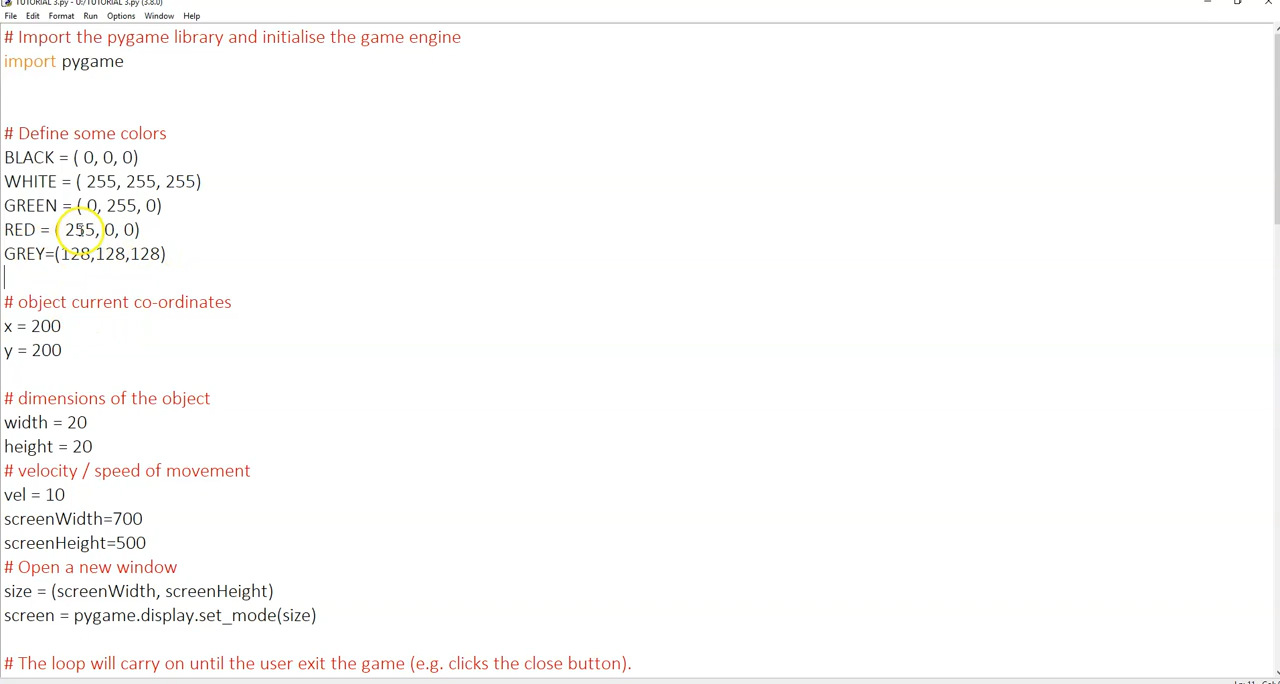 TUTORIAL 3.py - U:/TUTORIAL 3.py (3.8.0)
File Edit Format Run Options Window Help
# Import the pygame library and initialise the game engine
import pygame
# Define some colors
BLACK = ( 0, 0, 0)
WHITE = ( 255, 255, 255)
GREEN = ( 0, 255, 0)
RED = ( 255, 0, 0)
GREY=(128,128,128)
# object current co-ordinates
x = 200
y = 200
# dimensions of the object
width = 20
height = 20
# velocity / speed of movement
vel = 10
screenWidth=700
screenHeight=500
# Open a new window
size = (screenWidth, screenHeight)
screen = pygame.display.set_mode(size)
# The loop will carry on until the user exit the game (e.g. clicks the close button).